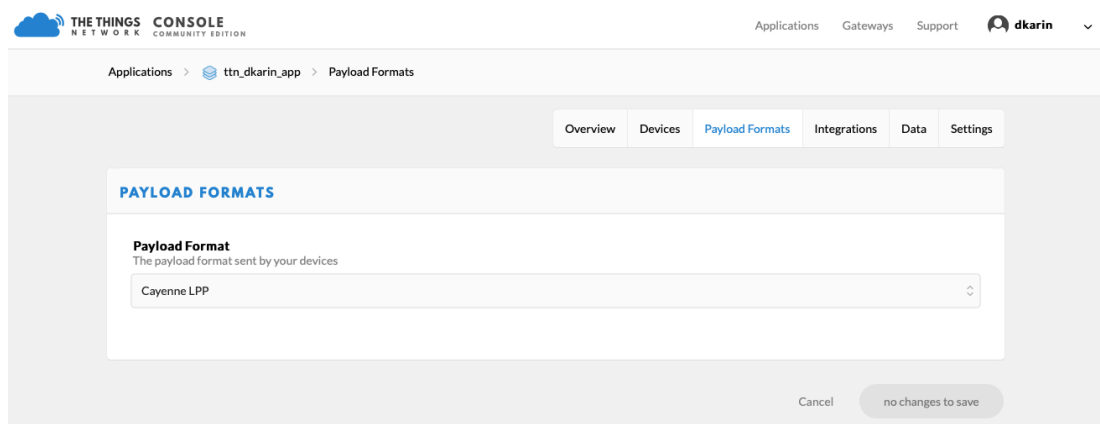 THE THINGS CONSOLE
NETWORK COMMUNITY EDITION
Applications Gateways Support dkarin
Applications > ttn_dkarin_app > Payload Formats
Overview Devices Payload Formats Integrations Data Settings
PAYLOAD FORMATS
Payload Format
The payload format sent by your devices
Cayenne LPP
Cancel no changes to save